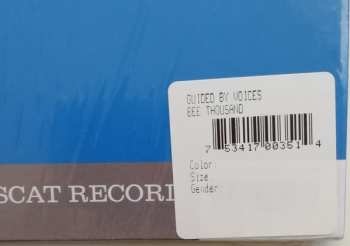 GUIDED BY VOICES
BEE THOUSAND
7 53417 00351 4
Color:
Size:
Gender:
SCAT RECORD